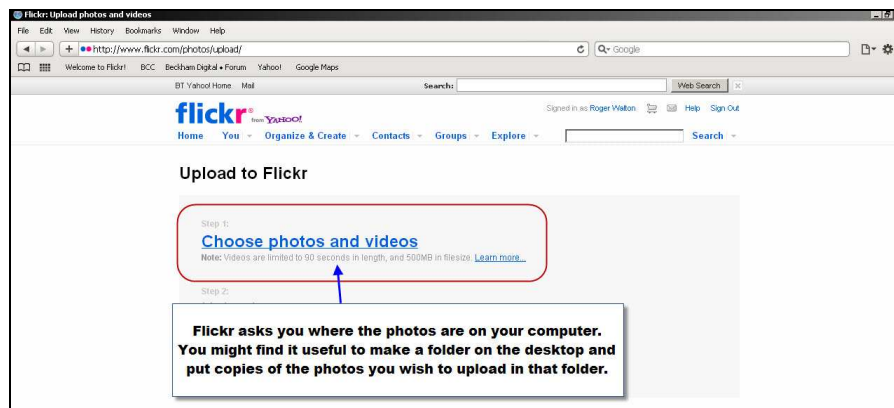 Flickr: Upload photos and videos
File Edit View History Bookmarks Window Help
http://www.flickr.com/photos/upload/ Google
Welcome to Flickr! BCC Beckham Digital • Forum Yahoo! Google Maps
BT Yahoo! Home Mail Search: Web Search
flickr from YAHOO! Signed in as Roger Walton Help Sign Out
Home You Organize & Create Contacts Groups Explore Search
Upload to Flickr
Step 1:
Choose photos and videos
Note: Videos are limited to 90 seconds in length, and 500MB in filesize. Learn more...
Step 2:
Flickr asks you where the photos are on your computer.
You might find it useful to make a folder on the desktop and
put copies of the photos you wish to upload in that folder.